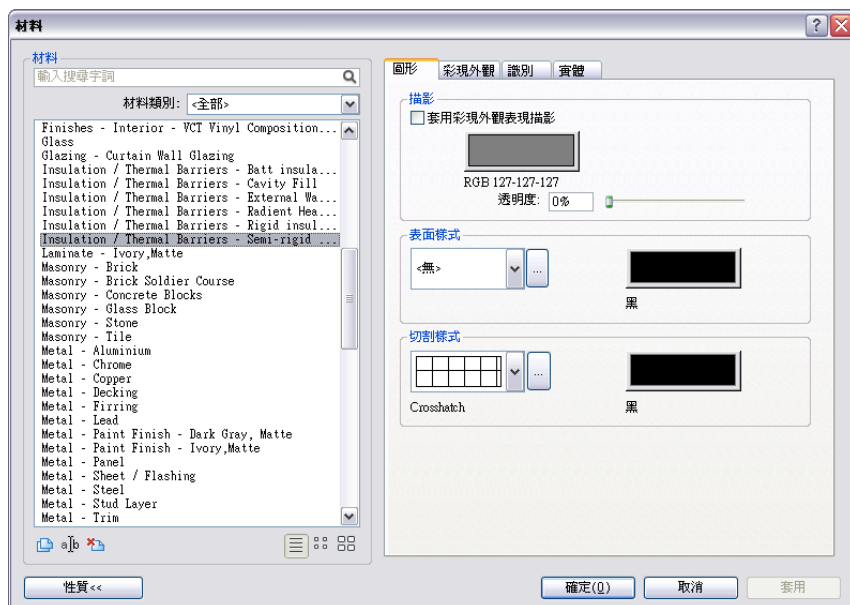 材料
材料
輸入搜尋字詞
材料類別: <全部>
Finishes - Interior - VCT Vinyl Composition...
Glass
Glazing - Curtain Wall Glazing
Insulation / Thermal Barriers - Batt insula...
Insulation / Thermal Barriers - Cavity Fill
Insulation / Thermal Barriers - External Wa...
Insulation / Thermal Barriers - Radient Hea...
Insulation / Thermal Barriers - Rigid insul...
Insulation / Thermal Barriers - Semi-rigid ...
Laminate - Ivory,Matte
Masonry - Brick
Masonry - Brick Soldier Course
Masonry - Concrete Blocks
Masonry - Glass Block
Masonry - Stone
Masonry - Tile
Metal - Aluminium
Metal - Chrome
Metal - Copper
Metal - Decking
Metal - Firring
Metal - Lead
Metal - Paint Finish - Dark Gray, Matte
Metal - Paint Finish - Ivory,Matte
Metal - Panel
Metal - Sheet / Flashing
Metal - Steel
Metal - Stud Layer
Metal - Trim
a b
性質<<
圖形 彩現外觀 識別 實體
描影
套用彩現外觀表現描影
RGB 127-127-127
透明度: 0%
表面樣式
<無> ...
黑
切割樣式
...
Crosshatch 黑
確定(O) 取消 套用